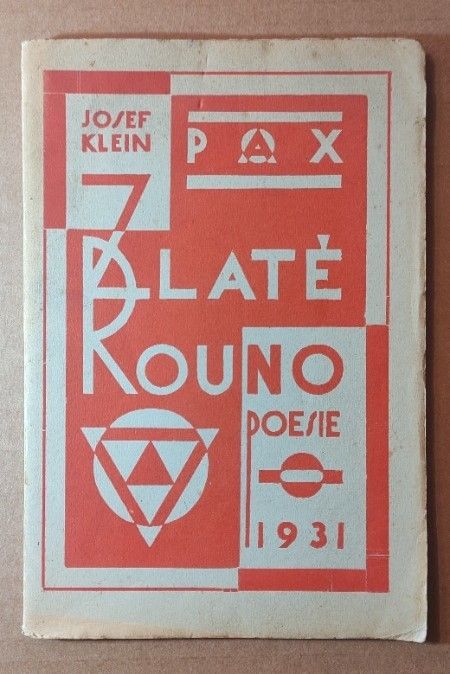 JOSEF
KLEIN
PAX
ZLATÉ
ROUNO
POESIE
1931